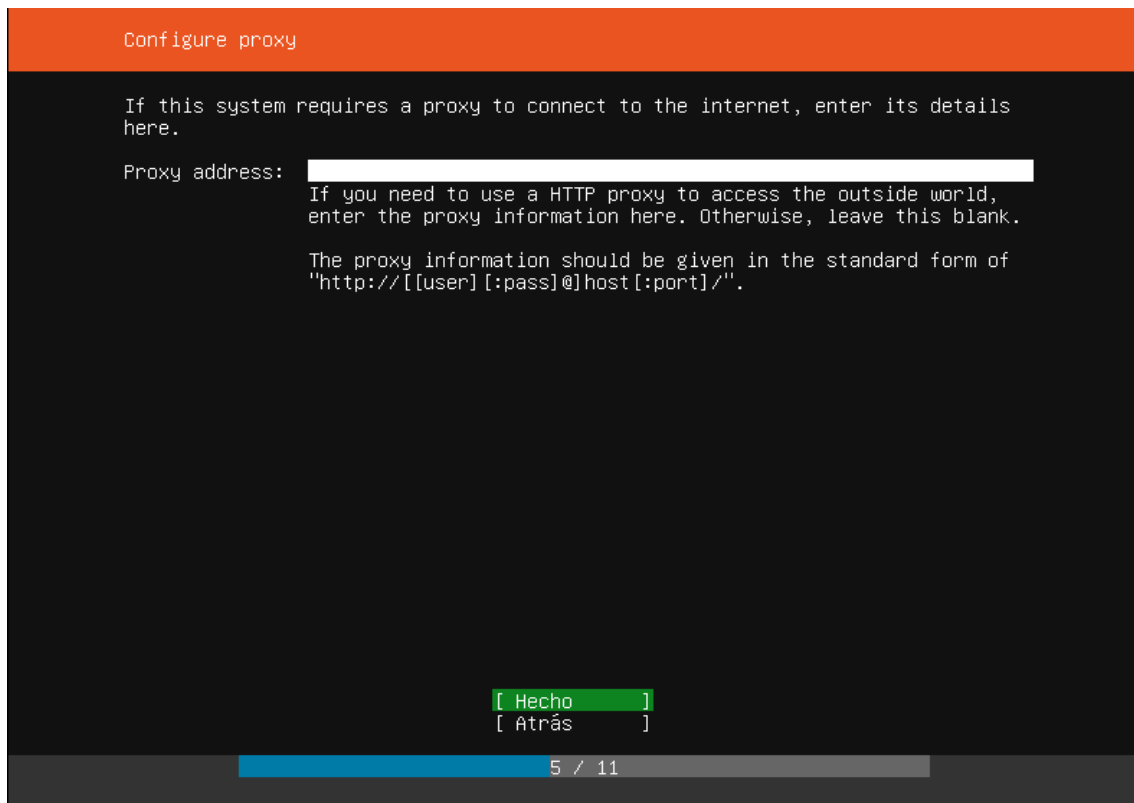 Configure proxy
If this system requires a proxy to connect to the internet, enter its details
here.
Proxy address:
If you need to use a HTTP proxy to access the outside world,
enter the proxy information here. Otherwise, leave this blank.
The proxy information should be given in the standard form of
"http://[[user][:pass]@]host[:port]/".
[ Hecho ]
[ Atrás ]
5 / 11